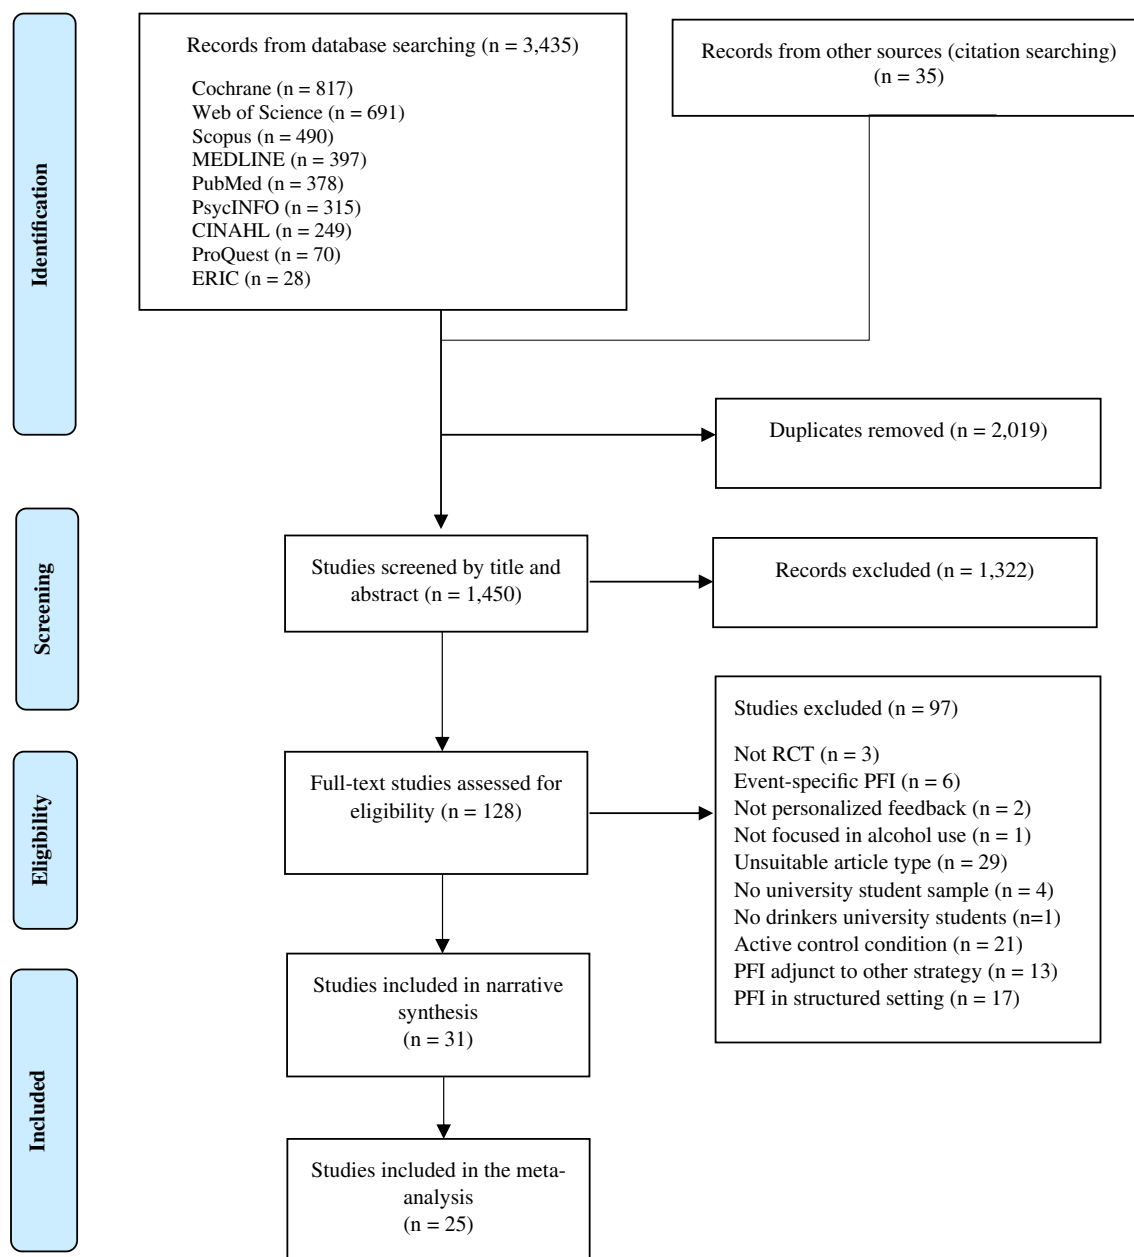 Identification
Records from database searching (n = 3,435)
Cochrane (n = 817)
Web of Science (n = 691)
Scopus (n = 490)
MEDLINE (n = 397)
PubMed (n = 378)
PsycINFO (n = 315)
CINAHL (n = 249)
ProQuest (n = 70)
ERIC (n = 28)
Records from other sources (citation searching)
(n = 35)
Duplicates removed (n = 2,019)
Screening
Studies screened by title and
abstract (n = 1,450)
Records excluded (n = 1,322)
Eligibility
Full-text studies assessed for
eligibility (n = 128)
Studies excluded (n = 97)
Not RCT (n = 3)
Event-specific PFI (n = 6)
Not personalized feedback (n = 2)
Not focused in alcohol use (n = 1)
Unsuitable article type (n = 29)
No university student sample (n = 4)
No drinkers university students (n=1)
Active control condition (n = 21)
PFI adjunct to other strategy (n = 13)
PFI in structured setting (n = 17)
Included
Studies included in narrative
synthesis
(n = 31)
Studies included in the meta-
analysis
(n = 25)